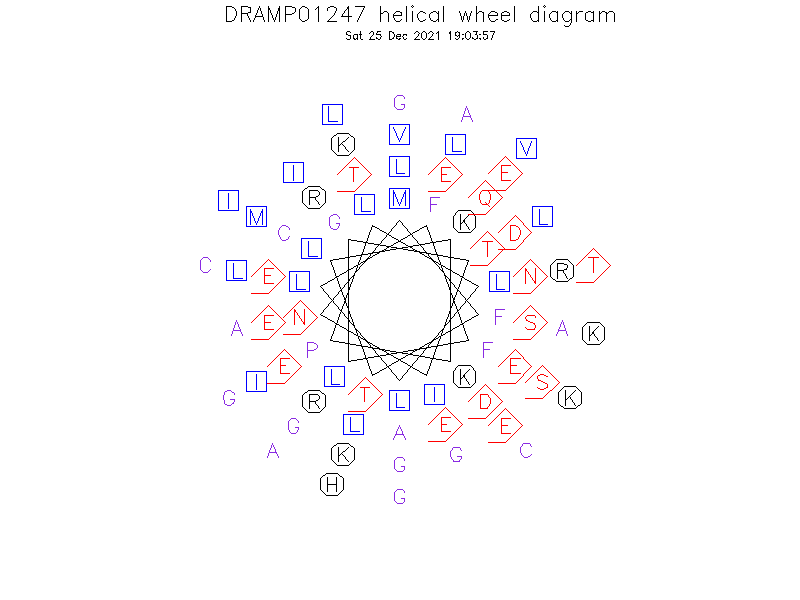 DRAMP01247 helical wheel diagram
Sat 25 Dec 2021 19:03:57
G
L A
V
K L V
L
I T E E
I R L M F Q
M G K L
C D
L T
C L E L L N R T
A E N F S A K
P F
E E
I L K S
G R T L I D K
G L A E E
A K G C
G
H
G